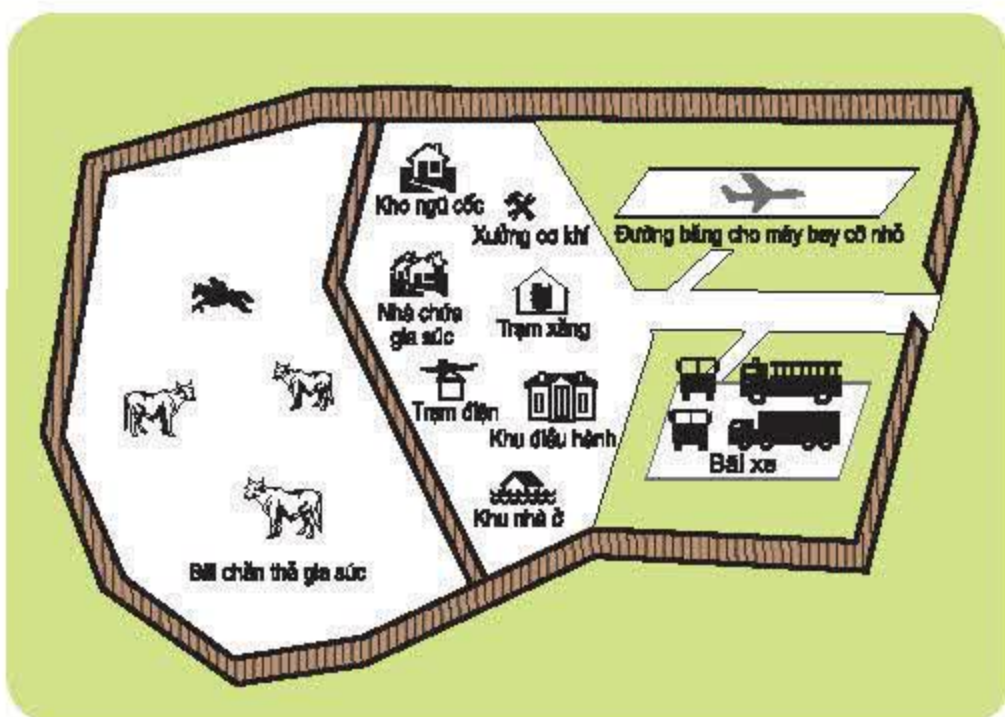 Kho ngũ cốc
Xưởng cơ khí
Đường băng cho máy bay cỡ nhỏ
Nhà chứa
gia súc
Trạm xăng
Trạm điện
Khu điều hành
Bãi xe
Khu nhà ở
Bãi chăn thả gia súc